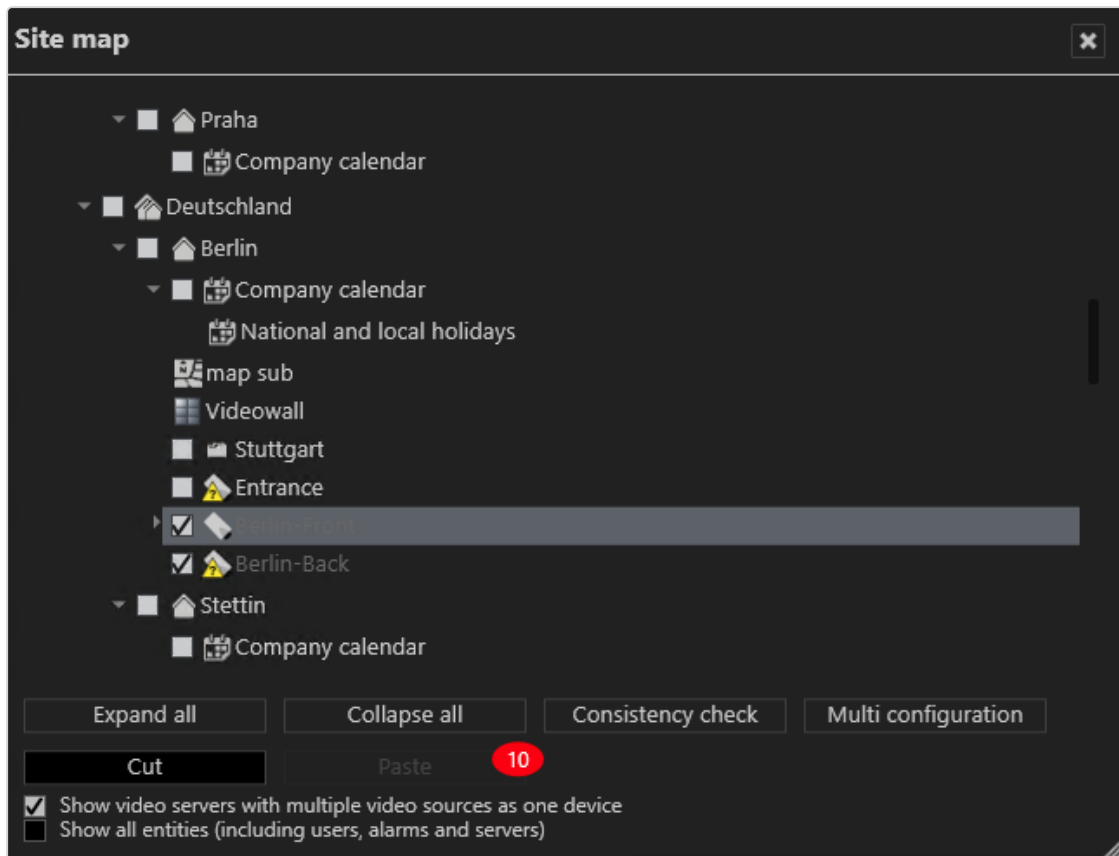 Site map
Praha
Company calendar
Deutschland
Berlin
Company calendar
National and local holidays
map sub
Videowall
Stuttgart
Entrance
Berlin-Front
Berlin-Back
Stettin
Company calendar
Expand all Collapse all Consistency check Multi configuration
Cut Paste 10
Show video servers with multiple video sources as one device
Show all entities (including users, alarms and servers)